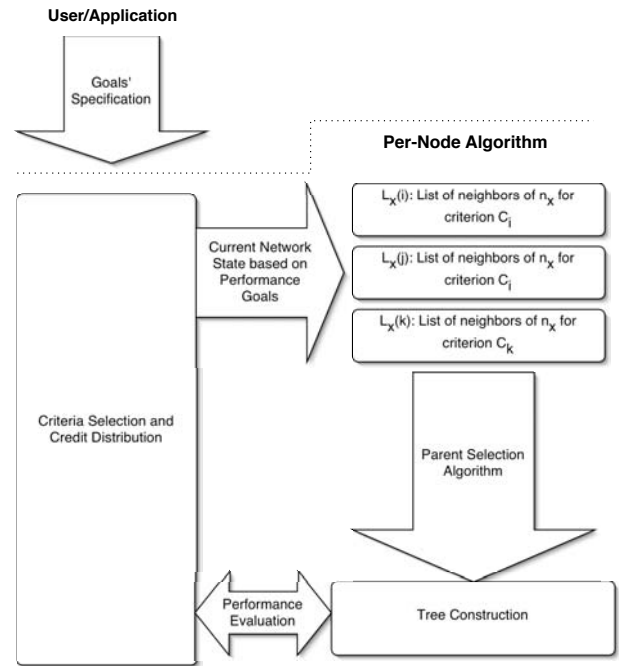 User/Application
Goals'
Specification
Per-Node Algorithm
Lx(i): List of neighbors of nx for
criterion Ci
Current Network
State based on
Performance
Goals
Lx(j): List of neighbors of nx for
criterion Ci
Lx(k): List of neighbors of nx for
criterion Ck
Criteria Selection and
Credit Distribution
Parent Selection
Algorithm
Performance
Evaluation
Tree Construction